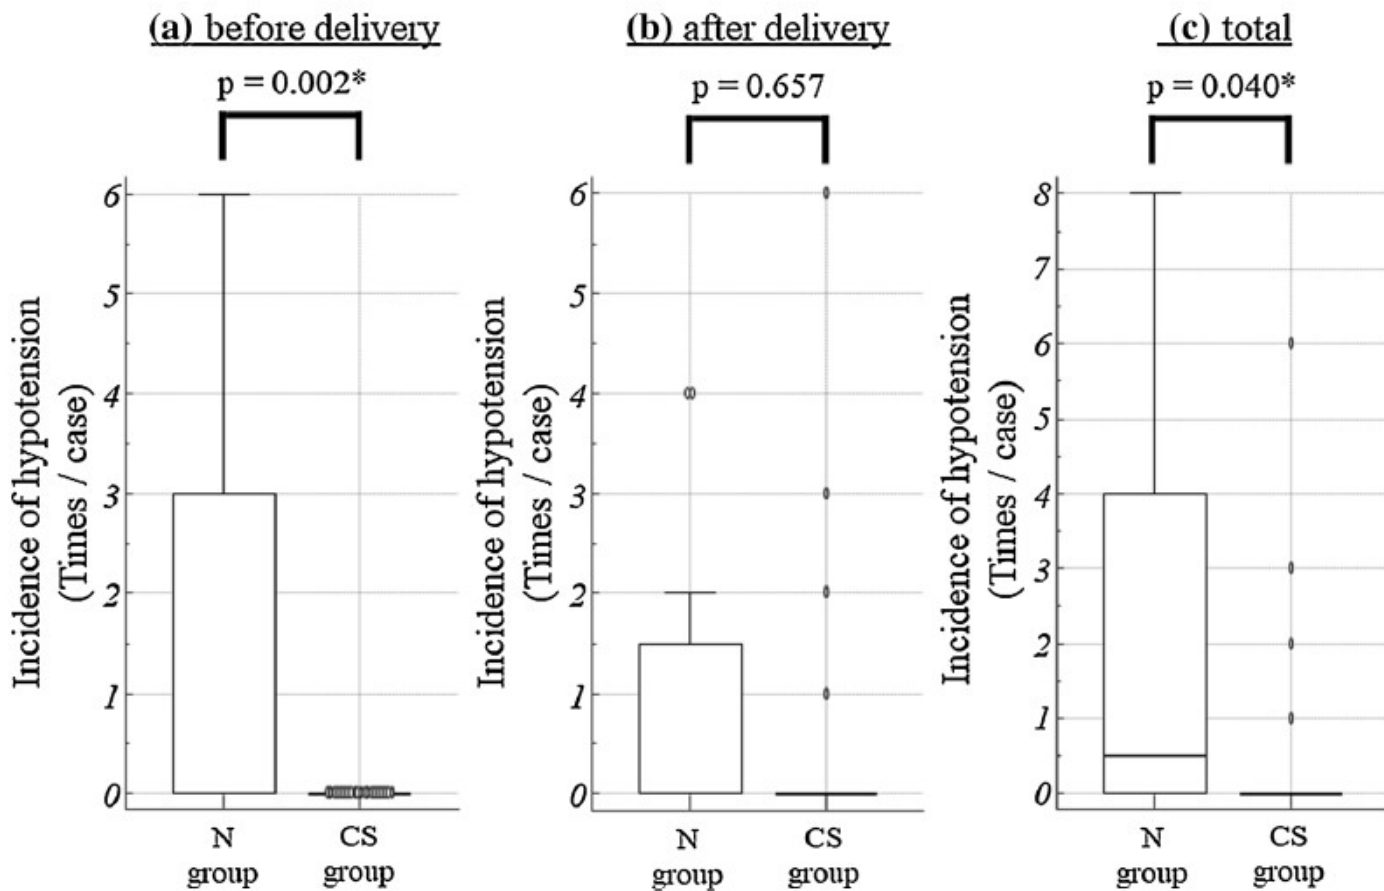 (a) before delivery
p = 0.002*
Incidence of hypotension
(Times / case)
6
5
4
3
2
1
0
N
group
CS
group
(b) after delivery
p = 0.657
Incidence of hypotension
(Times / case)
6
5
4
3
2
1
0
N
group
CS
group
(c) total
p = 0.040*
Incidence of hypotension
(Times / case)
8
7
6
5
4
3
2
1
0
N
group
CS
group